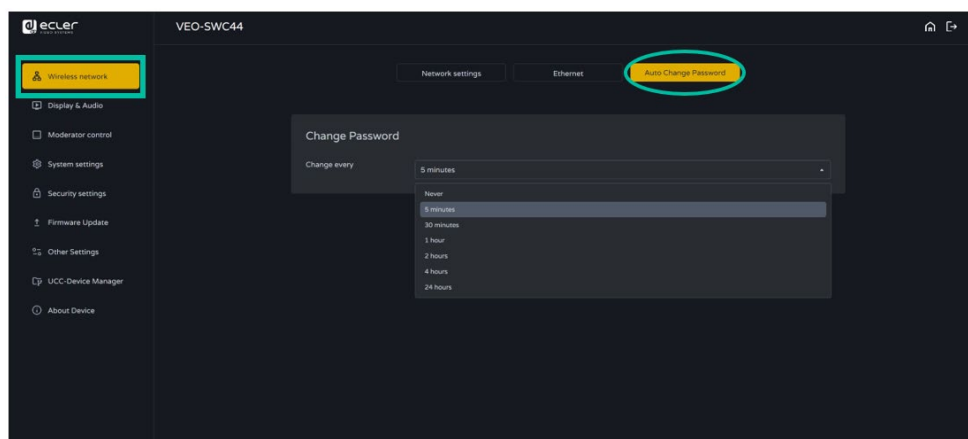 ecler
VIDEO SYSTEMS
VEO-SWC44
Wireless network
Display & Audio
Moderator control
System settings
Security settings
Firmware Update
Other Settings
UCC-Device Manager
About Device
Network settings
Ethernet
Auto Change Password
Change Password
Change every
5 minutes
Never
5 minutes
30 minutes
1 hour
2 hours
4 hours
24 hours